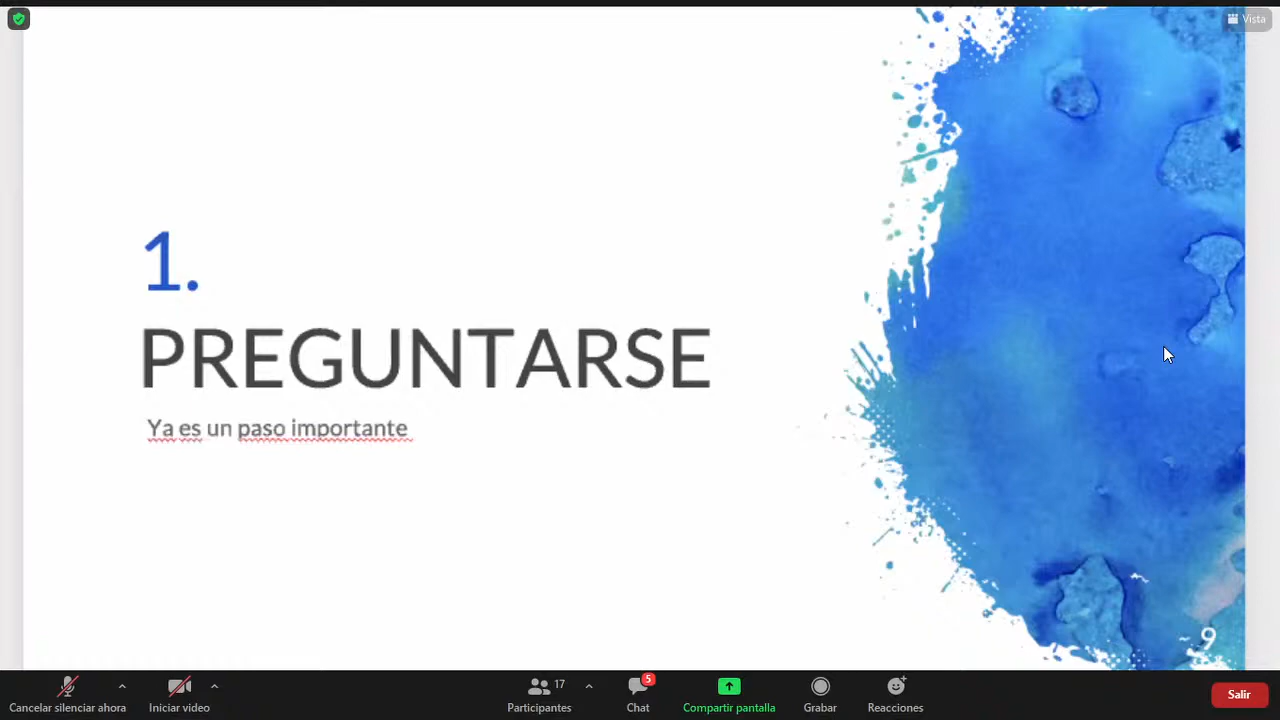 Vista
1.
PREGUNTARSE
Ya es un paso importante
9
Cancelar silenciar ahora
Iniciar video
17
Participantes
5
Chat
Compartir pantalla
Grabar
Reacciones
Salir